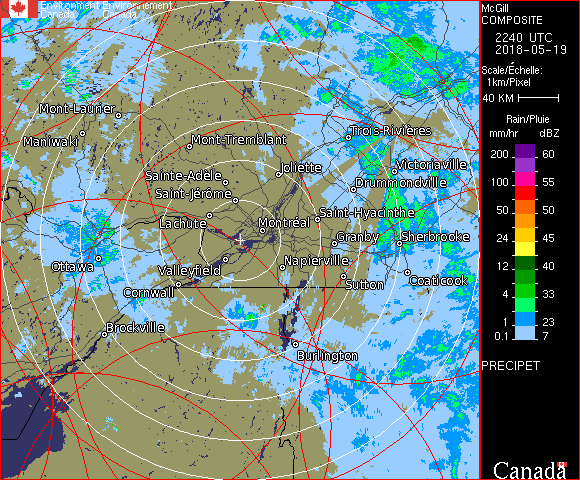 Environment Environnement
Canada Canada
McGill
COMPOSITE
2240 UTC
2018-05-19
Scale/Échelle:
1km/Pixel
40 KM
Rain/Pluie
mm/hr dBZ
200 60
100 55
50 50
24 45
12 40
4 33
2 28
1 23
0.1 7
PRECIPET
Canada
Mont-Laurier
Maniwaki
Mont-Tremblant
Trois-Rivières
Sainte-Adèle
Joliette
Victoriaville
Saint-Jérôme
Drummondville
Lachute
Montréal
Saint-Hyacinthe
Granby
Sherbrooke
Ottawa
Valleyfield
Napierville
Cornwall
Sutton
Coaticook
Brockville
Burlington